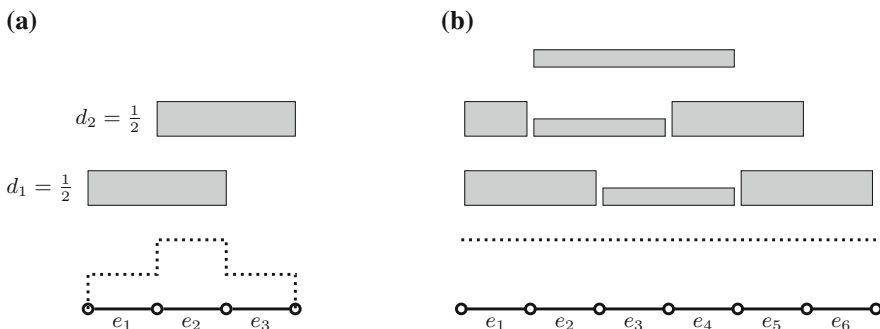 (a)
d₂ = 1/2
d₁ = 1/2
e₁ e₂ e₃
(b)
e₁ e₂ e₃ e₄ e₅ e₆